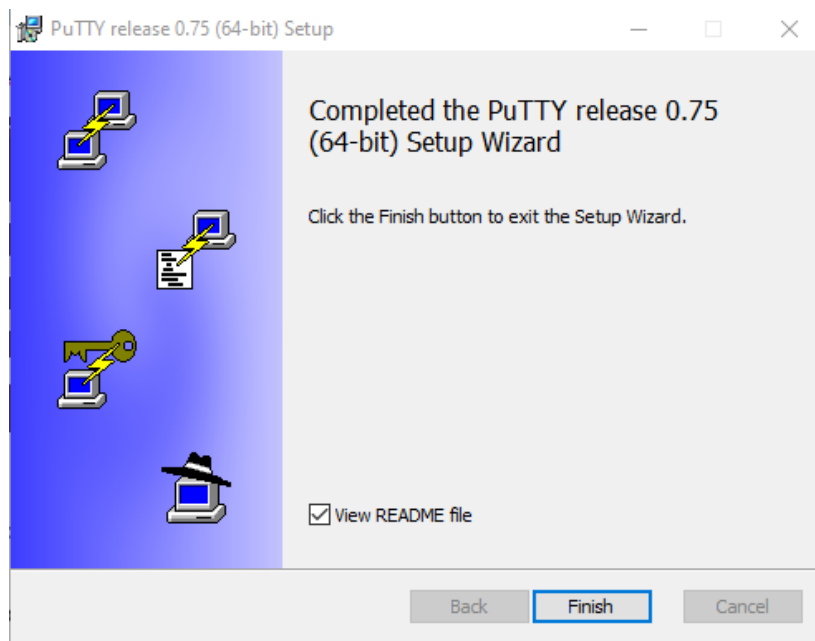 PuTTY release 0.75 (64-bit) Setup
Completed the PuTTY release 0.75
(64-bit) Setup Wizard
Click the Finish button to exit the Setup Wizard.
View README file
Back
Finish
Cancel